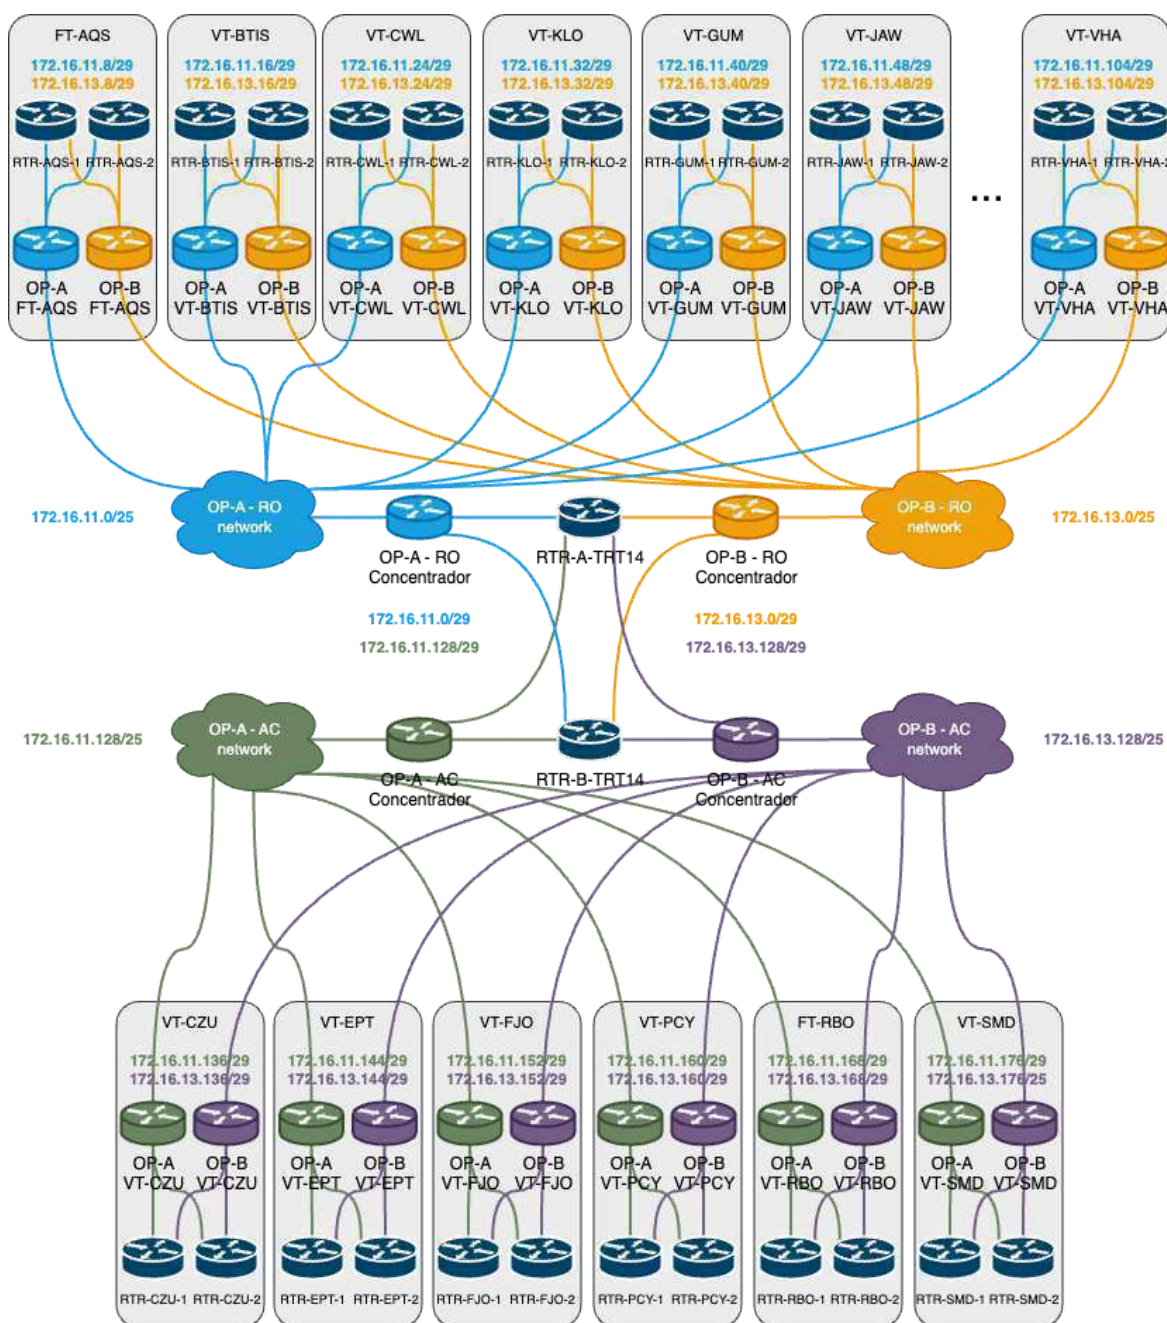 FT-AQS
172.16.11.8/29
172.16.13.8/29
RTR-AQS-1 RTR-AQS-2
OP-A OP-B
FT-AQS FT-AQS
VT-BTIS
172.16.11.16/29
172.16.13.16/29
RTR-BTIS-1 RTR-BTIS-2
OP-A OP-B
VT-BTIS VT-BTIS
VT-CWL
172.16.11.24/29
172.16.13.24/29
RTR-CWL-1 RTR-CWL-2
OP-A OP-B
VT-CWL VT-CWL
VT-KLO
172.16.11.32/29
172.16.13.32/29
RTR-KLO-1 RTR-KLO-2
OP-A OP-B
VT-KLO VT-KLO
VT-GUM
172.16.11.40/29
172.16.13.40/29
RTR-GUM-1 RTR-GUM-2
OP-A OP-B
VT-GUM VT-GUM
VT-JAW
172.16.11.48/29
172.16.13.48/29
RTR-JAW-1 RTR-JAW-2
OP-A OP-B
VT-JAW VT-JAW
...
VT-VHA
172.16.11.104/29
172.16.13.104/29
RTR-VHA-1 RTR-VHA-2
OP-A OP-B
VT-VHA VT-VHA
172.16.11.0/25
OP-A - RO
network
OP-A - RO
Concentrador
RTR-A-TRT14
OP-B - RO
Concentrador
OP-B - RO
network
172.16.13.0/25
172.16.11.0/29
172.16.11.128/29
172.16.13.0/29
172.16.13.128/29
172.16.11.128/25
OP-A - AC
network
OP-A - AC
Concentrador
RTR-B-TRT14
OP-B - AC
Concentrador
OP-B - AC
network
172.16.13.128/25
VT-CZU
172.16.11.136/29
172.16.13.136/29
OP-A OP-B
VT-CZU VT-CZU
RTR-CZU-1 RTR-CZU-2
VT-EPT
172.16.11.144/29
172.16.13.144/29
OP-A OP-B
VT-EPT VT-EPT
RTR-EPT-1 RTR-EPT-2
VT-FJO
172.16.11.152/29
172.16.13.152/29
OP-A OP-B
VT-FJO VT-FJO
RTR-FJO-1 RTR-FJO-2
VT-PCY
172.16.11.160/29
172.16.13.160/29
OP-A OP-B
VT-PCY VT-PCY
RTR-PCY-1 RTR-PCY-2
FT-RBO
172.16.11.168/29
172.16.13.168/29
OP-A OP-B
VT-RBO VT-RBO
RTR-RBO-1 RTR-RBO-2
VT-SMD
172.16.11.176/29
172.16.13.176/25
OP-A OP-B
VT-SMD VT-SMD
RTR-SMD-1 RTR-SMD-2